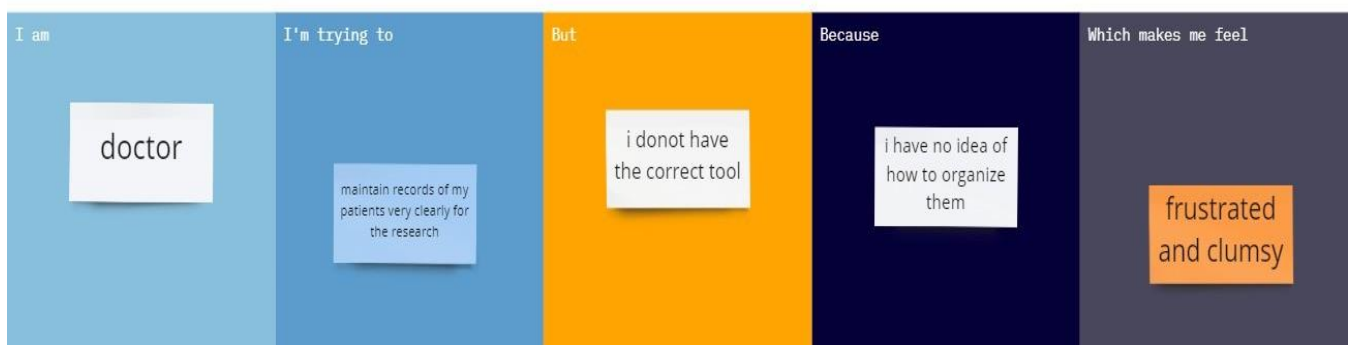 I am
doctor
I'm trying to
maintain records of my
patients very clearly for
the research
But
i donot have
the correct tool
Because
i have no idea of
how to organize
them
Which makes me feel
frustrated
and clumsy